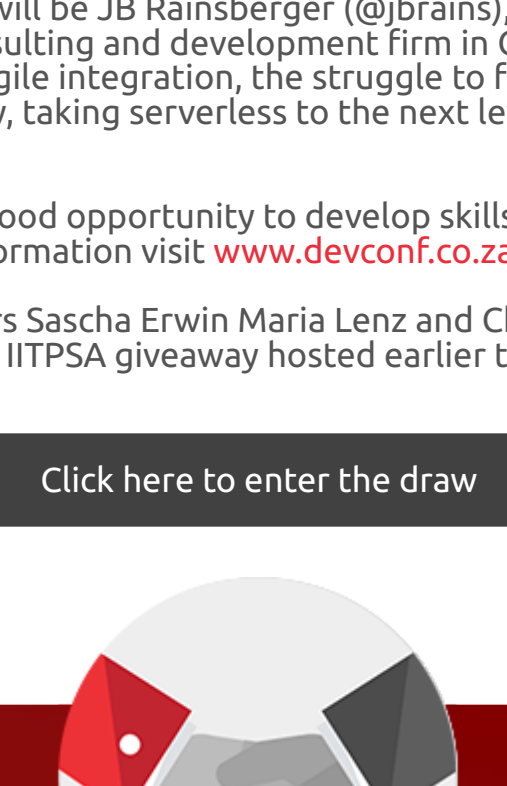 will be JB Rainsberger (@jbrains),
sulting and development firm in
gile integration, the struggle to
taking serverless to the next
ood opportunity to develop skills
ormation visit www.devconf.co.za
rs Sascha Erwin Maria Lenz and
IITPSA giveaway hosted earlier
Click here to enter the draw